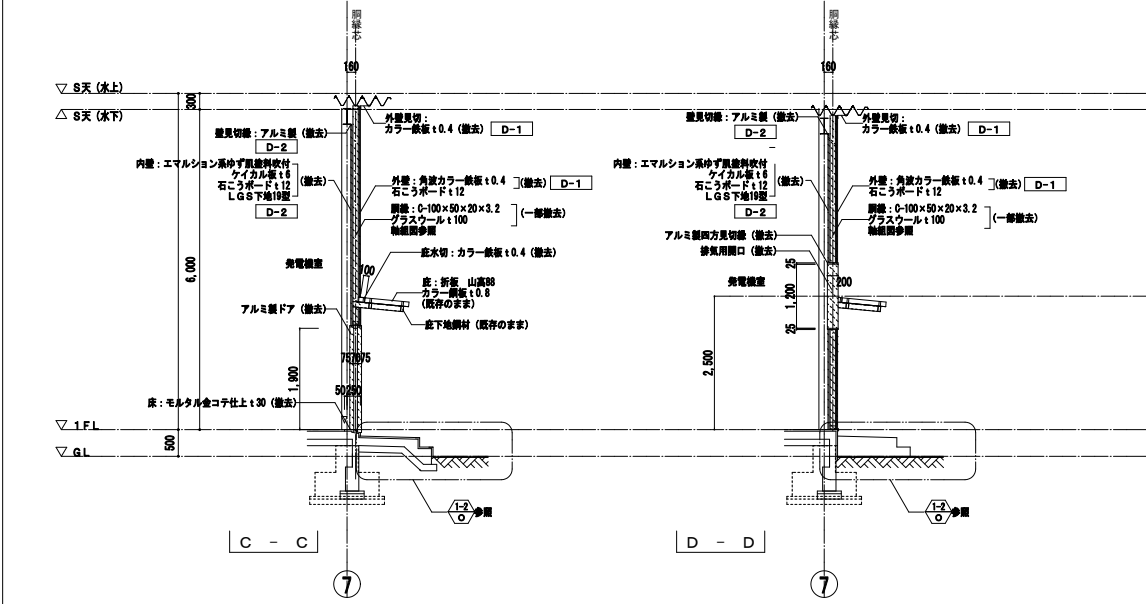 胴縁芯
160
▽ S天 (水上)
300
△ S天 (水下)
外壁見切:
カラー鉄板 t 0.4 (撤去) D-1
壁見切縁:アルミ製 (撤去)
D-2
内壁:エマルション系ゆず肌塗料吹付
ケイカル板 t 6
石こうボード t 12
LGS下地19型
(撤去)
D-2
外壁:角波カラー鉄板 t 0.4
石こうボード t 12
(撤去) D-1
胴縁:C-100×50×20×3.2
グラスウール t 100
軸組図参照
(一部撤去)
6,000
発電機室
庇水切:カラー鉄板 t 0.4 (撤去)
100
庇:折板 山高88
カラー鋼板 t 0.8
(既存のまま)
アルミ製ドア (撤去)
庇下地鋼材 (既存のまま)
757075
1,900
50250
床:モルタル金コテ仕上 t 30 (撤去)
▽ 1FL
500
▽ GL
1-2
O
参照
C - C
7
胴縁芯
160
外壁見切:
カラー鉄板 t 0.4 (撤去) D-1
壁見切縁:アルミ製 (撤去)
D-2
内壁:エマルション系ゆず肌塗料吹付
ケイカル板 t 6
石こうボード t 12
LGS下地19型
(撤去)
D-2
外壁:角波カラー鉄板 t 0.4
石こうボード t 12
(撤去) D-1
胴縁:C-100×50×20×3.2
グラスウール t 100
軸組図参照
(一部撤去)
アルミ製四方見切縁 (撤去)
排気用開口 (撤去)
発電機室
25
1,200
25
200
2,500
1-2
O
参照
D - D
7